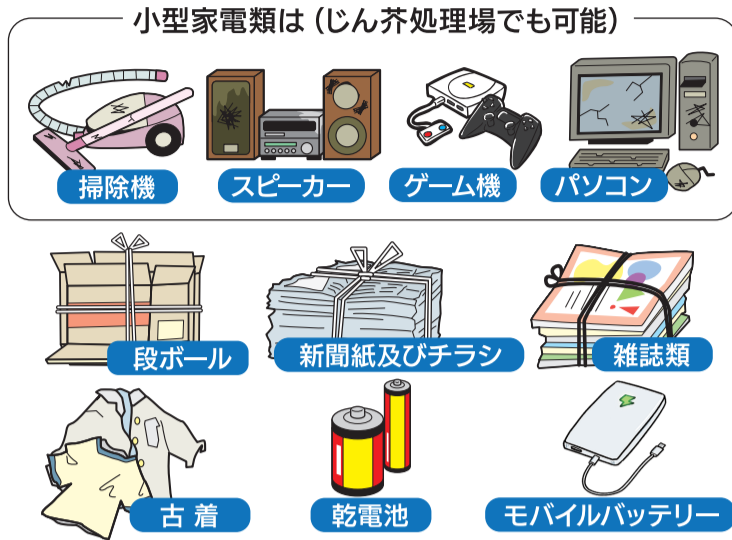 小型家電類は（じん芥処理場でも可能）
掃除機
スピーカー
ゲーム機
パソコン
段ボール
新聞紙及びチラシ
雑誌類
古着
乾電池
モバイルバッテリー